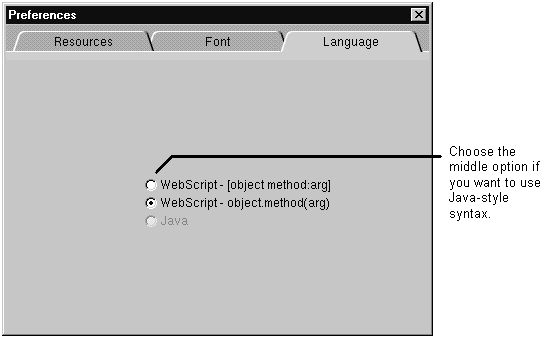 Preferences
Resources
Font
Language
WebScript - [object method:arg]
WebScript - object.method(arg)
Java
Choose the
middle option if
you want to use
Java-style
syntax.